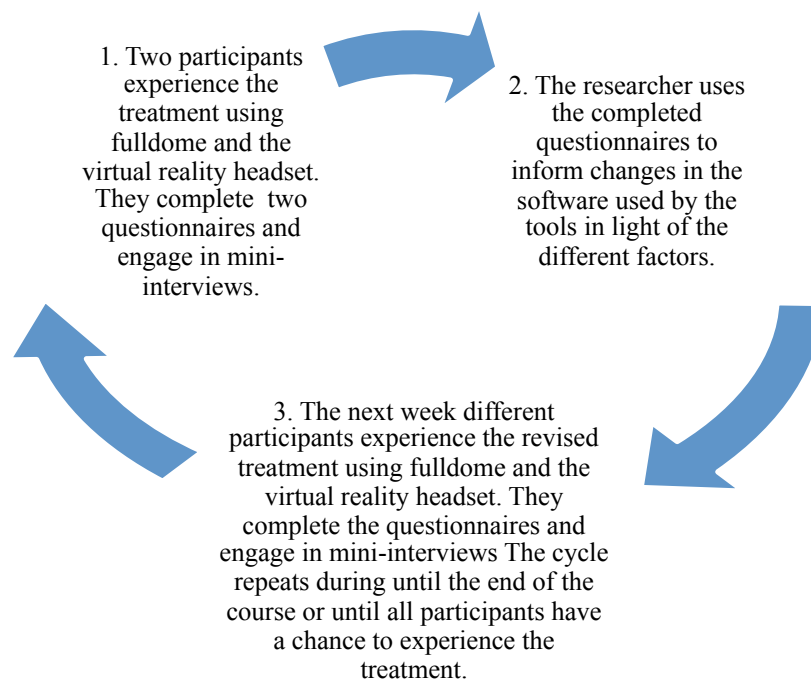 1. Two participants
experience the
treatment using
fulldome and the
virtual reality headset.
They complete two
questionnaires and
engage in mini-
interviews.
2. The researcher uses
the completed
questionnaires to
inform changes in the
software used by the
tools in light of the
different factors.
3. The next week different
participants experience the revised
treatment using fulldome and the
virtual reality headset. They
complete the questionnaires and
engage in mini-interviews The cycle
repeats during until the end of the
course or until all participants have
a chance to experience the
treatment.